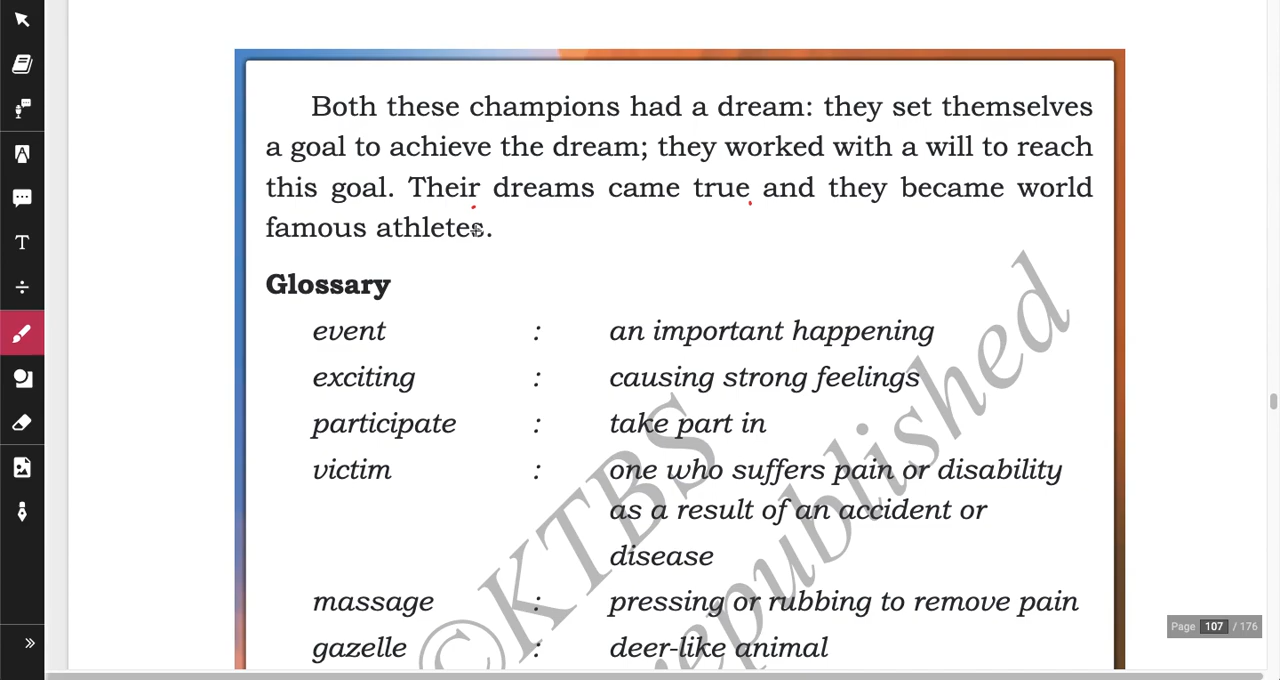 Both these champions had a dream: they set themselves
a goal to achieve the dream; they worked with a will to reach
this goal. Their dreams came true and they became world
famous athletes.
Glossary
event : an important happening
exciting : causing strong feelings
participate : take part in
victim : one who suffers pain or disability
as a result of an accident or
disease
massage : pressing or rubbing to remove pain
gazelle : deer-like animal
©KTBS
republished
T
Page 107 / 176